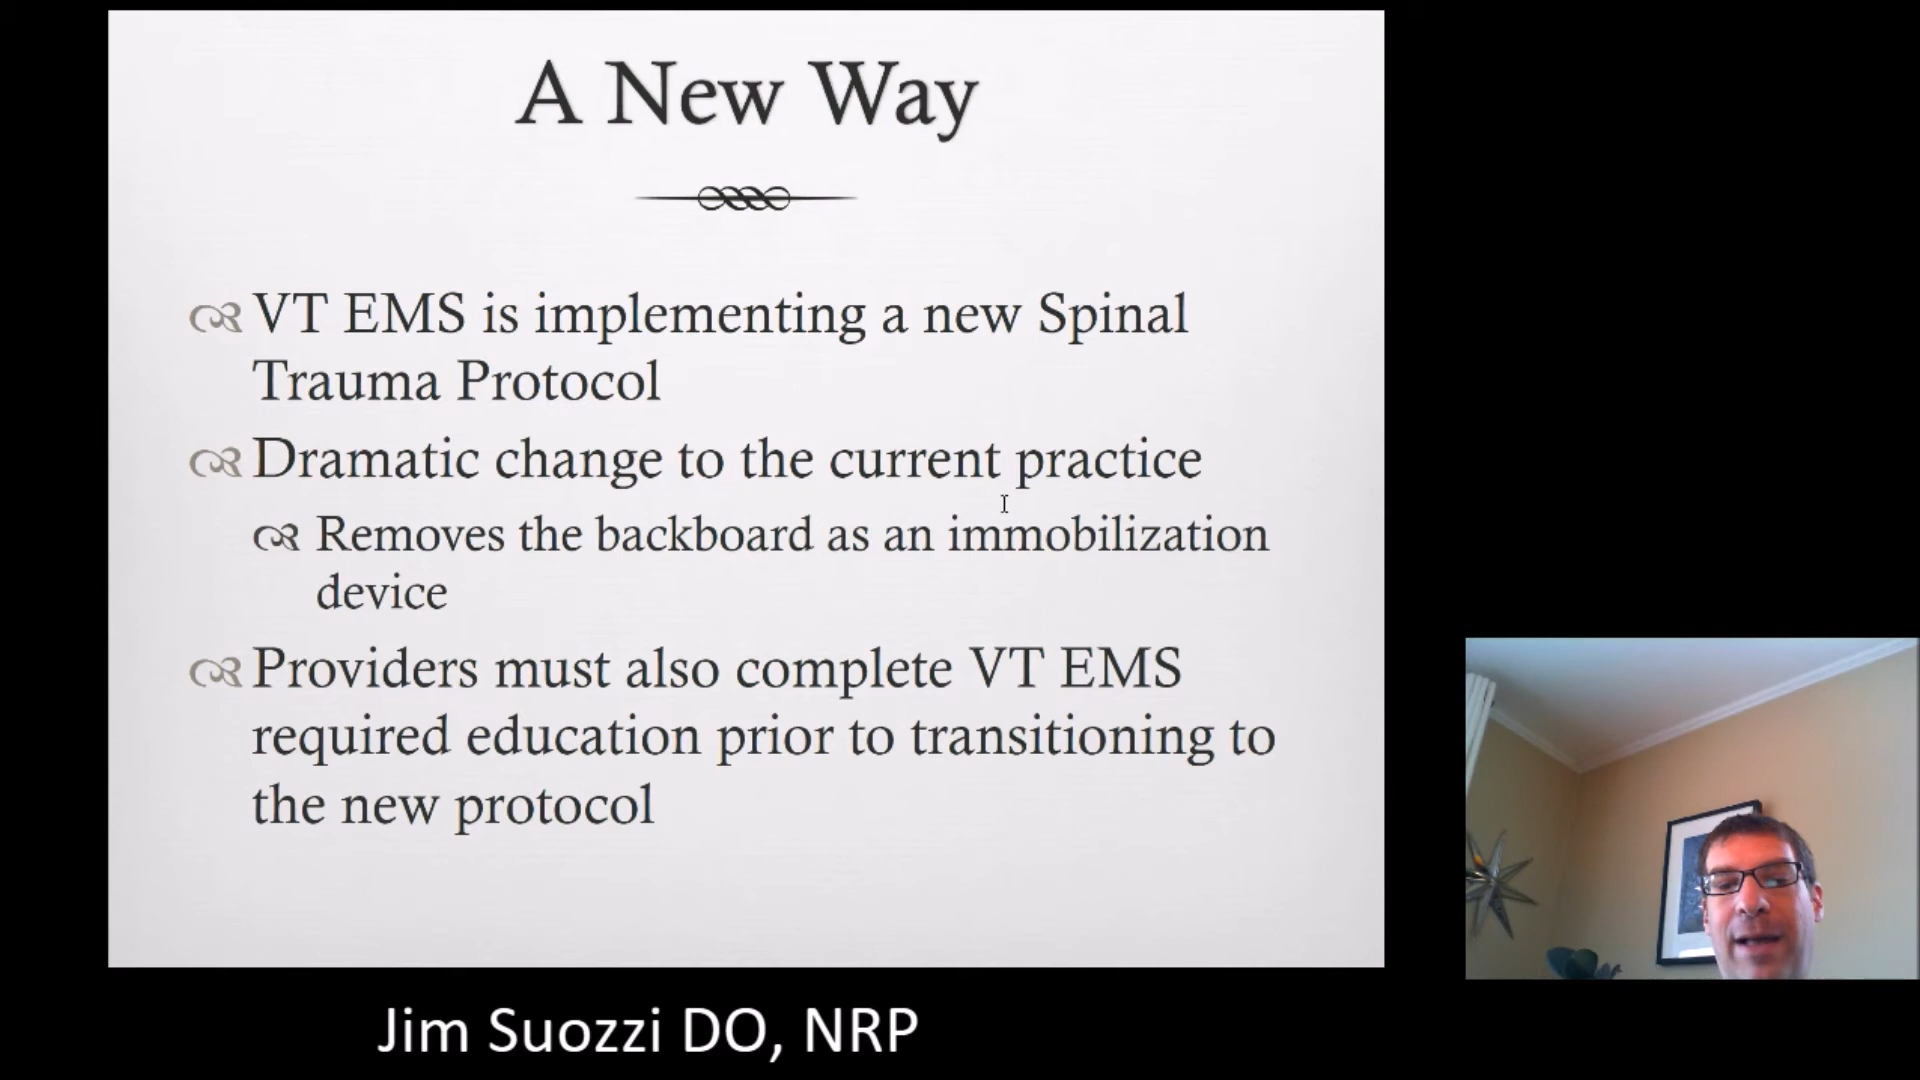 A New Way
VT EMS is implementing a new Spinal
Trauma Protocol
Dramatic change to the current practice
Removes the backboard as an immobilization
device
Providers must also complete VT EMS
required education prior to transitioning to
the new protocol
Jim Suozzi DO, NRP